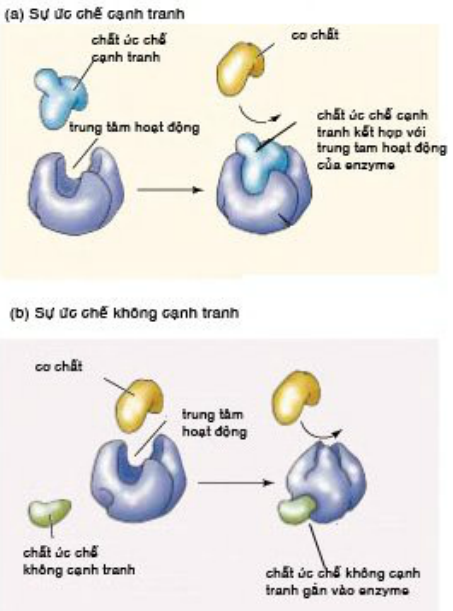 (a) Sự ức chế cạnh tranh
chất ức chế
cạnh tranh
cơ chất
trung tâm hoạt động
chất ức chế cạnh
tranh kết hợp với
trung tam hoạt động
của enzyme
(b) Sự ức chế không cạnh tranh
cơ chất
trung tâm
hoạt động
chất ức chế
không cạnh tranh
chất ức chế không cạnh
tranh gắn vào enzyme